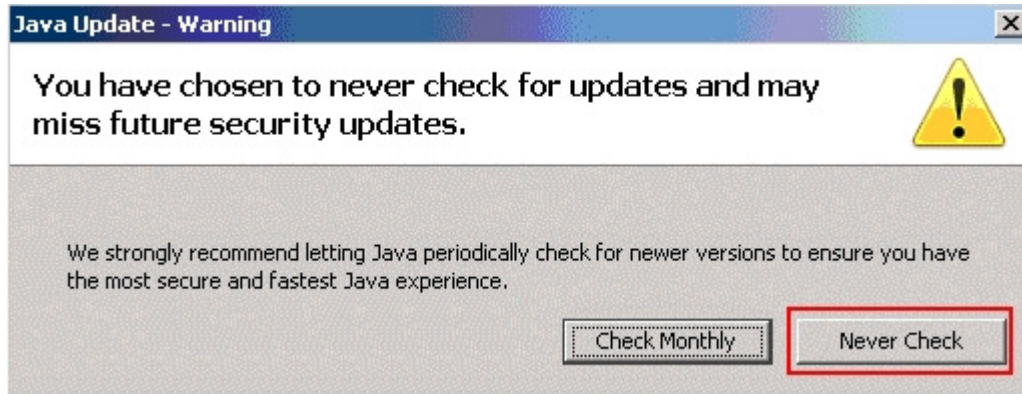 Java Update - Warning
You have chosen to never check for updates and may
miss future security updates.
We strongly recommend letting Java periodically check for newer versions to ensure you have
the most secure and fastest Java experience.
Check Monthly
Never Check